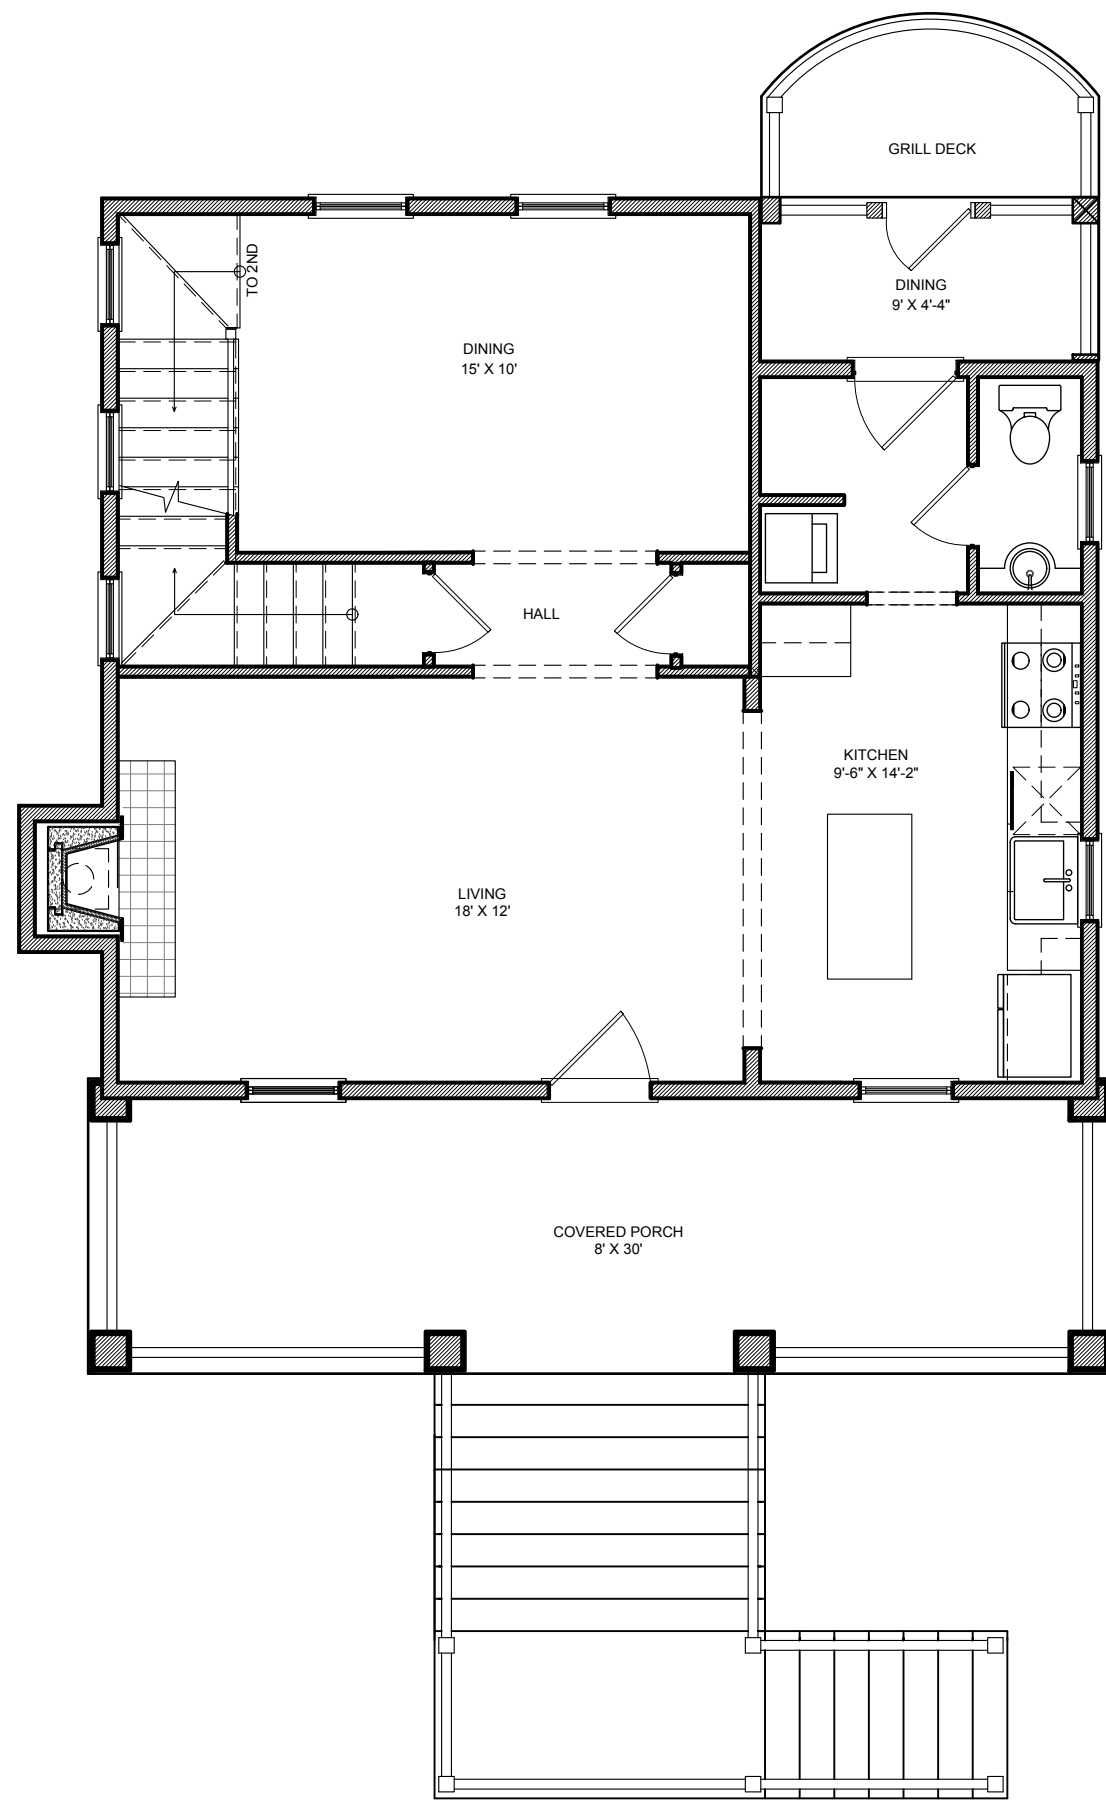 GRILL DECK
TO 2ND
DINING
9' X 4'-4"
DINING
15' X 10'
HALL
KITCHEN
9'-6" X 14'-2"
LIVING
18' X 12'
COVERED PORCH
8' X 30'